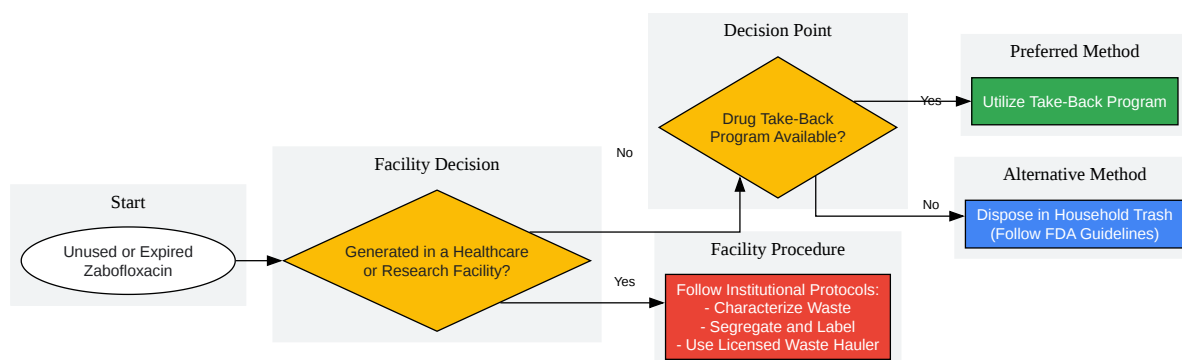 Start
Unused or Expired
Zabofloxacin
Facility Decision
Generated in a Healthcare
or Research Facility?
No
Yes
Decision Point
Drug Take-Back
Program Available?
Yes
No
Preferred Method
Utilize Take-Back Program
Alternative Method
Dispose in Household Trash
(Follow FDA Guidelines)
Facility Procedure
Follow Institutional Protocols:
- Characterize Waste
- Segregate and Label
- Use Licensed Waste Hauler